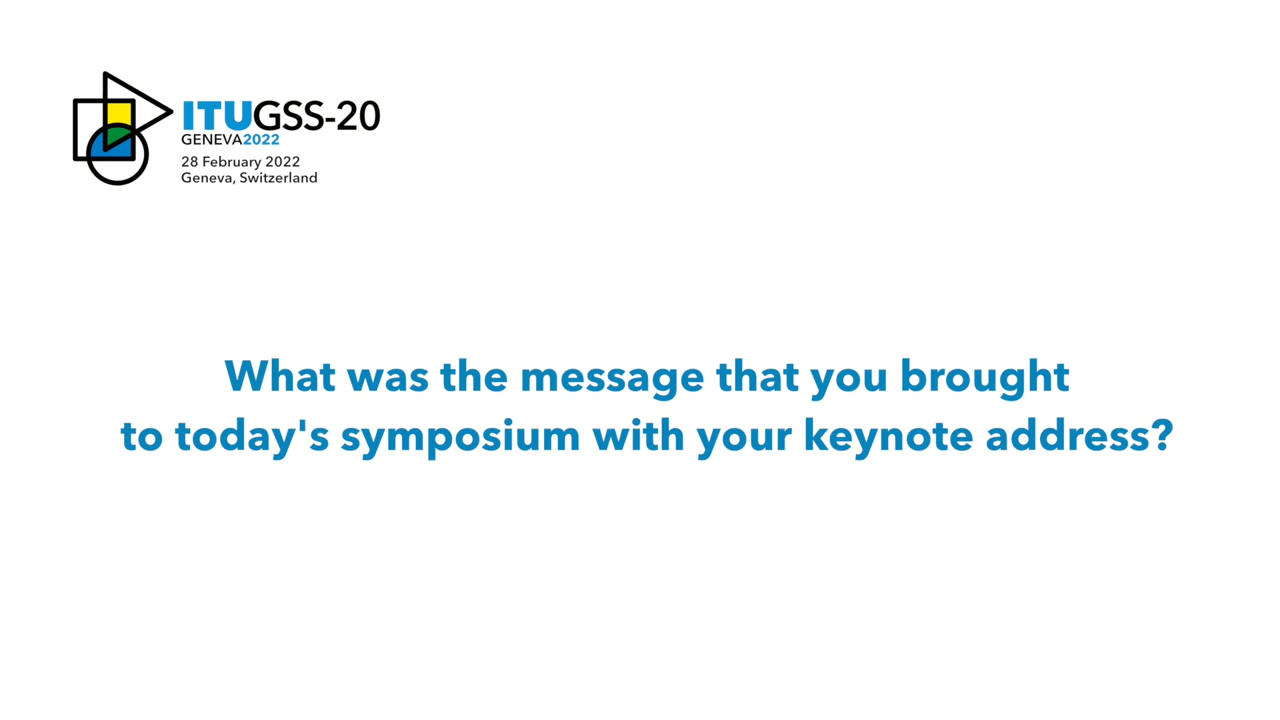 ITUGSS-20
GENEVA2022
28 February 2022
Geneva, Switzerland
What was the message that you brought
to today's symposium with your keynote address?